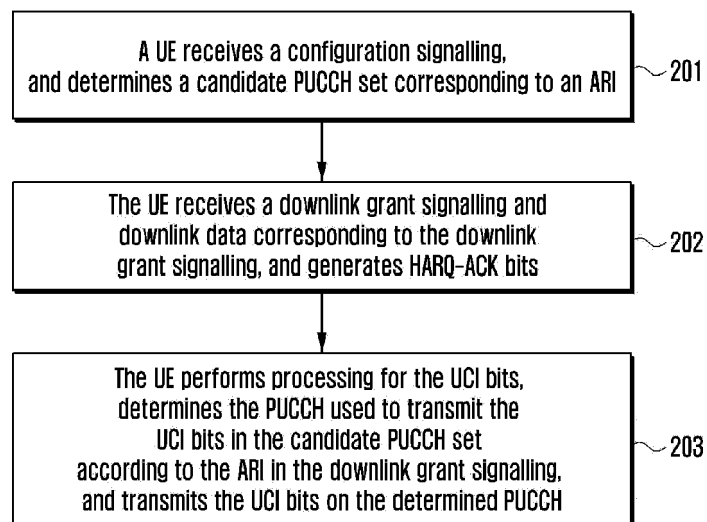 A UE receives a configuration signalling,
and determines a candidate PUCCH set corresponding to an ARI
201
The UE receives a downlink grant signalling and
downlink data corresponding to the downlink
grant signalling, and generates HARQ-ACK bits
202
The UE performs processing for the UCI bits,
determines the PUCCH used to transmit the
UCI bits in the candidate PUCCH set
according to the ARI in the downlink grant signalling,
and transmits the UCI bits on the determined PUCCH
203